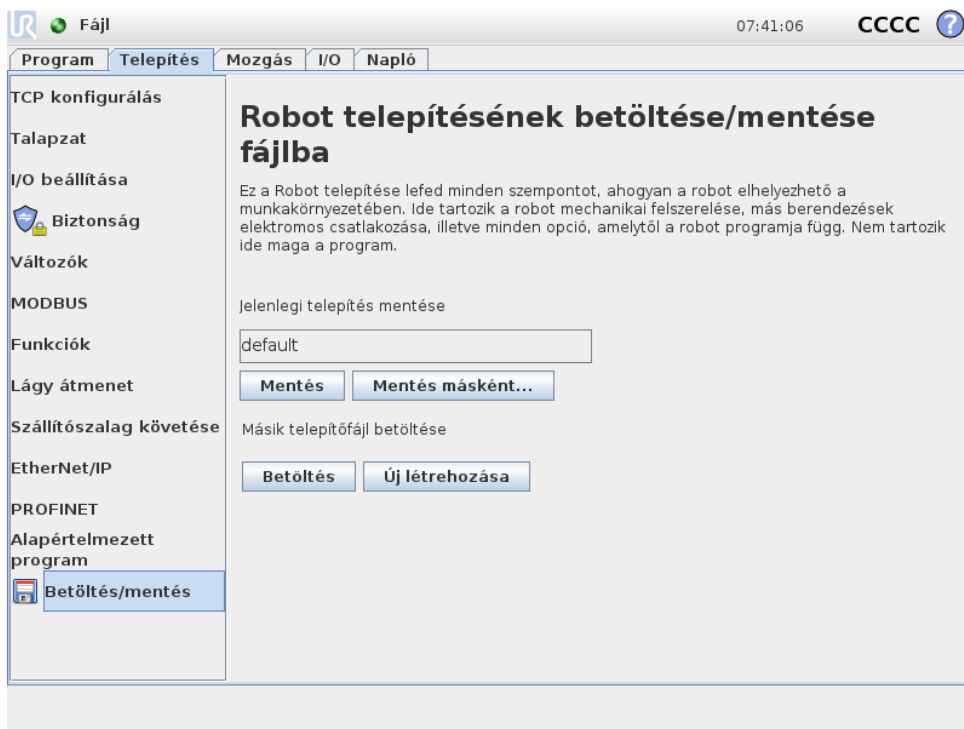 Fájl
07:41:06
CCCC
?
Program
Telepítés
Mozgás
I/O
Napló
TCP konfigurálás
Talapzat
I/O beállítása
Biztonság
Változók
MODBUS
Funkciók
Lágy átmenet
Szállítószalag követése
EtherNet/IP
PROFINET
Alapértelmezett
program
Betöltés/mentés
Robot telepítésének betöltése/mentése
fájlba
Ez a Robot telepítése lefed minden szempontot, ahogyan a robot elhelyezhető a
munkakörnyezetében. Ide tartozik a robot mechanikai felszerelése, más berendezések
elektromos csatlakozása, illetve minden opció, amelytől a robot programja függ. Nem tartozik
ide maga a program.
Jelenlegi telepítés mentése
default
Mentés
Mentés másként...
Másik telepítőfájl betöltése
Betöltés
Új létrehozása